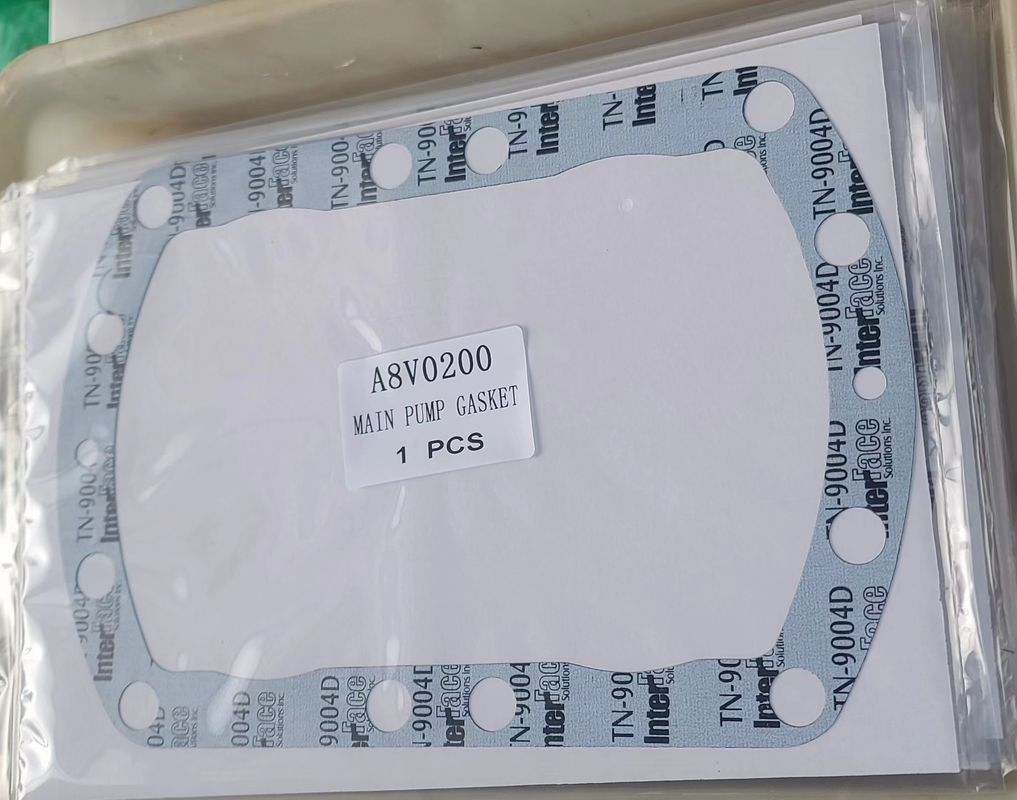 A8V0200
MAIN PUMP GASKET
1 PCS
TN-9004D
InterFace
Solutions Inc.